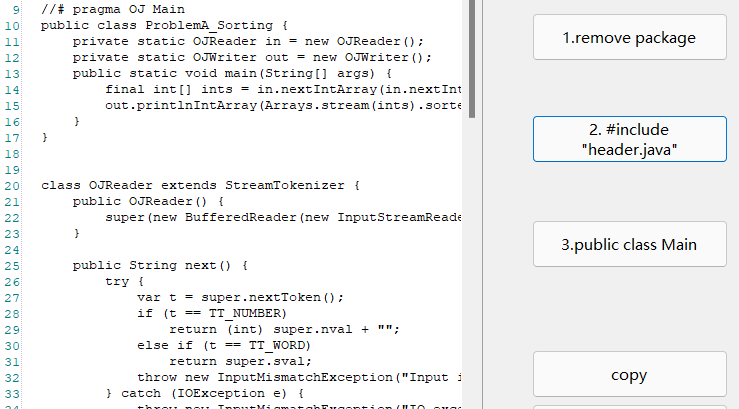 9 //# pragma OJ Main
10 public class ProblemA_Sorting {
11 private static OJReader in = new OJReader();
12 private static OJWriter out = new OJWriter();
13 public static void main(String[] args) {
14 final int[] ints = in.nextIntArray(in.nextInt
15 out.printlnIntArray(Arrays.stream(ints).sorte
16 }
17 }
18
19
20 class OJReader extends StreamTokenizer {
21 public OJReader() {
22 super(new BufferedReader(new InputStreamReade
23 }
24
25 public String next() {
26 try {
27 var t = super.nextToken();
28 if (t == TT_NUMBER)
29 return (int) super.nval + "";
30 else if (t == TT_WORD)
31 return super.sval;
32 throw new InputMismatchException("Input i
33 } catch (IOException e) {
34 throw new InputMismatchException("IO exce
1.remove package
2. #include
"header.java"
3.public class Main
copy